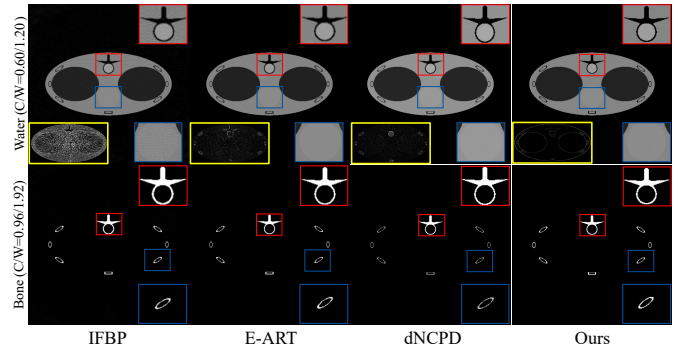 Water (C/W=0.60/1.20)
Bone (C/W=0.96/1.92)
IFBP E-ART dNCPD Ours